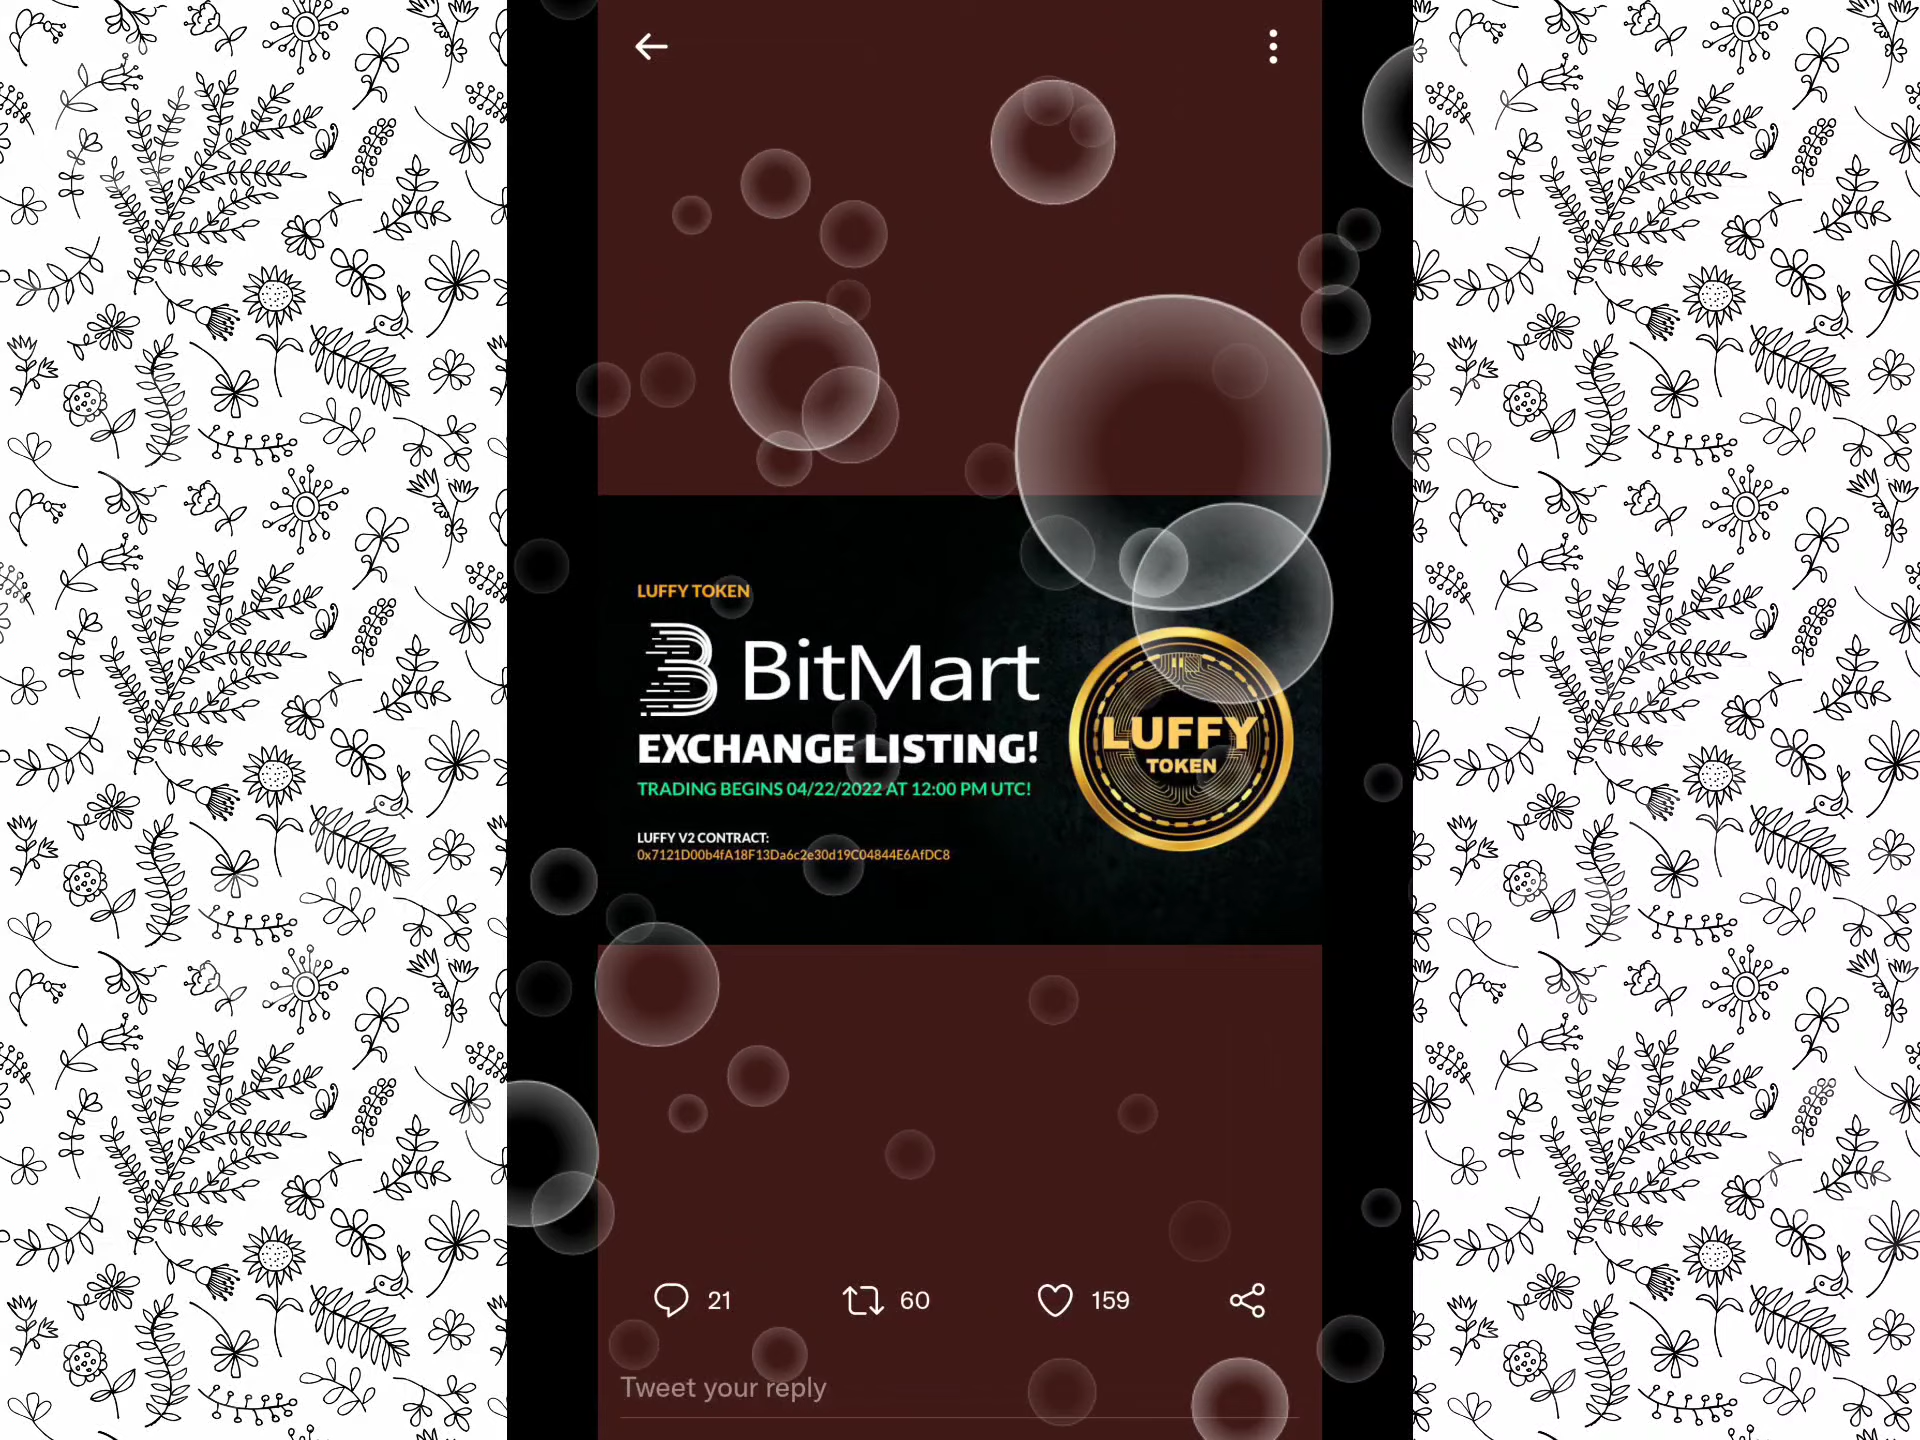 LUFFY TOKEN
BitMart
EXCHANGE LISTING!
TRADING BEGINS 04/22/2022 AT 12:00 PM UTC!
LUFFY V2 CONTRACT:
0x7121D00b4fA18F13Da6c2e30d19C04844E6AfDC8
LUFFY
TOKEN
21 60 159
Tweet your reply